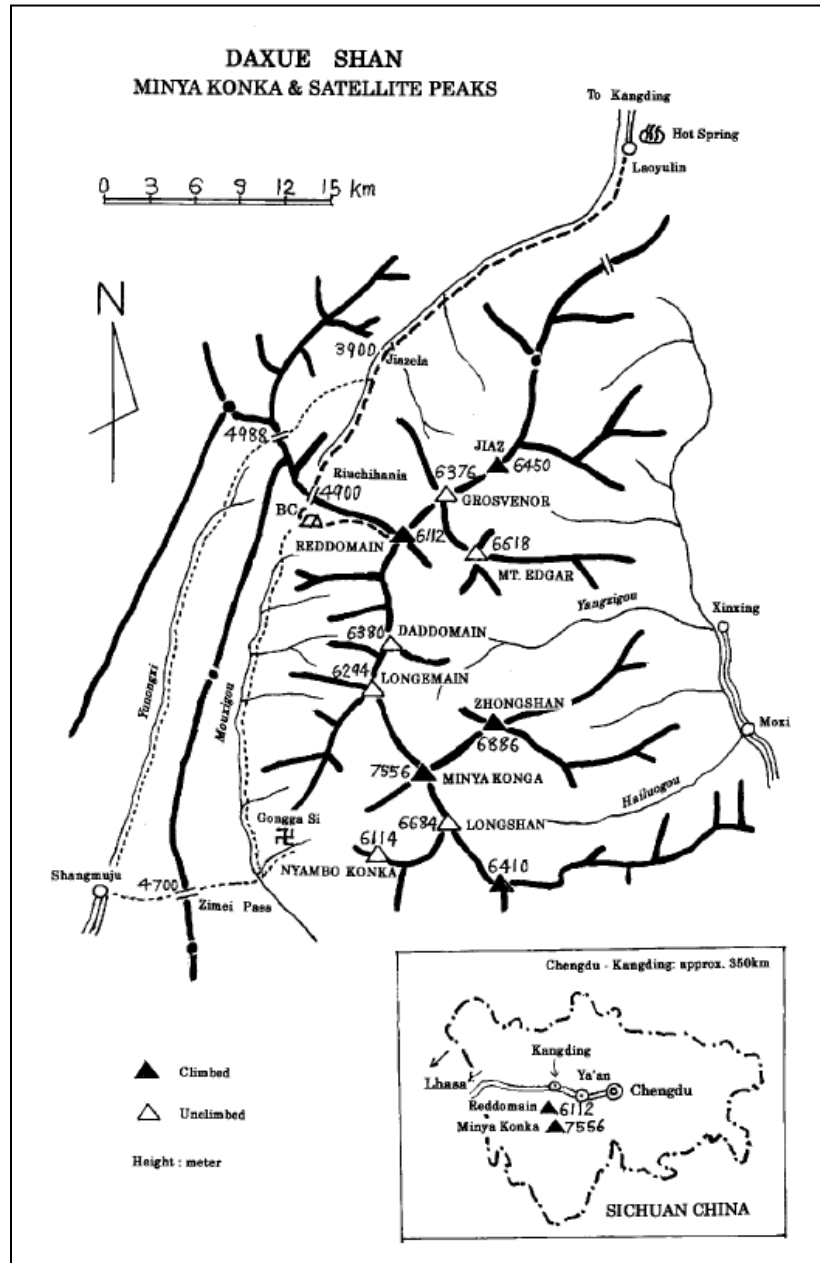 DAXUE SHAN
MINYA KONKA & SATELLITE PEAKS
To Kangding
Hot Spring
Laoyulin
0 3 6 9 12 15 km
N
3900
Jiazela
4988
JIAZ
6450
6376
Riuchihania
4900
GROSVENOR
BC
REDDOMAIN
6112
6618
MT. EDGAR
Yangzigou
Xinxing
6380
DADDOMAIN
6294
LONGEMAIN
Yunongxi
Mouxigou
ZHONGSHAN
6886
Moxi
7556
MINYA KONGA
Hailuogou
Gongga Si
卍
6684
LONGSHAN
6114
NYAMBO KONKA
6410
Shangmuju
4700
Zimei Pass
Climbed
Unclimbed
Height : meter
Chengdu - Kangding: approx. 350km
Kangding
Lhasa
Ya'an
Chengdu
Reddomain 6112
Minya Konka 7556
SICHUAN CHINA